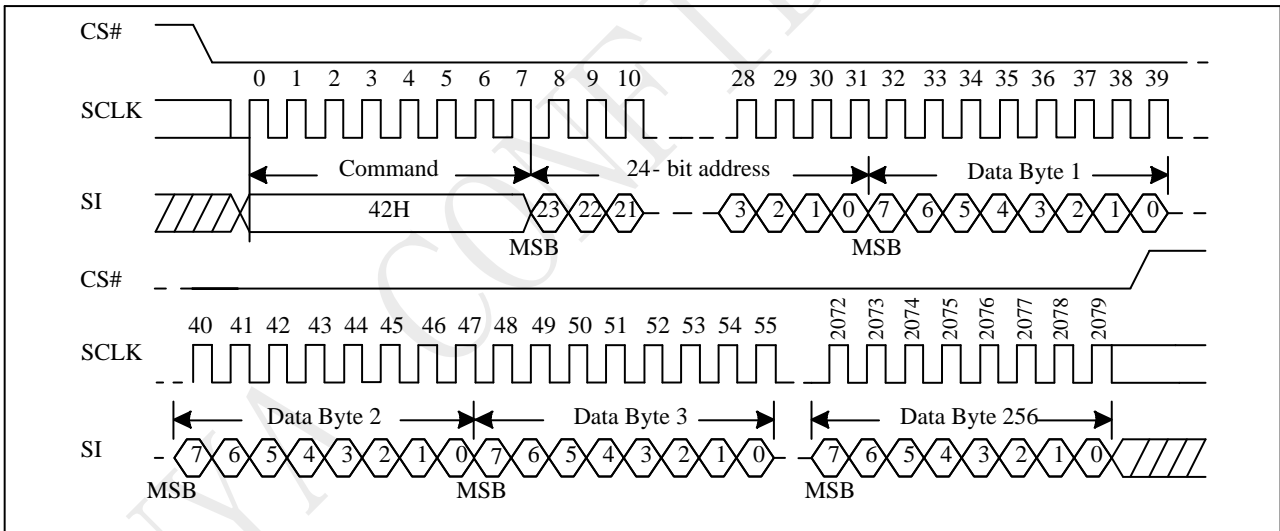 CS#
0 1 2 3 4 5 6 7 8 9 10 28 29 30 31 32 33 34 35 36 37 38 39
SCLK
Command 24- bit address Data Byte 1
SI 42H 23 22 21 3 2 1 0 7 6 5 4 3 2 1 0
MSB MSB
CS#
40 41 42 43 44 45 46 47 48 49 50 51 52 53 54 55 2072 2073 2074 2075 2076 2077 2078 2079
SCLK
Data Byte 2 Data Byte 3 Data Byte 256
SI 7 6 5 4 3 2 1 0 7 6 5 4 3 2 1 0 7 6 5 4 3 2 1 0
MSB MSB MSB